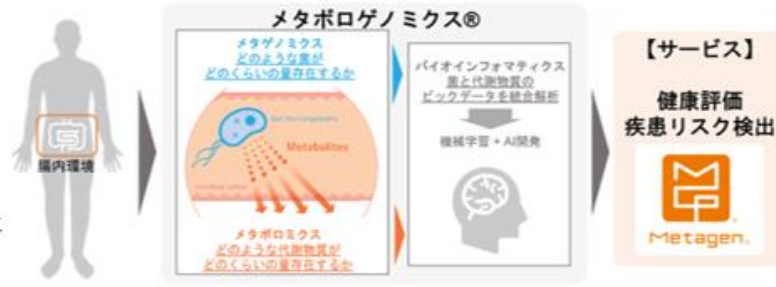 メタボロゲノミクス®
メタゲノミクス
どのような菌が
どのくらいの量存在するか
Metabolites
メタボロミクス
どのような代謝物質が
どのくらいの量存在するか
腸内環境
バイオインフォマティクス
菌と代謝物質の
ビックデータを統合解析
機械学習 + AI開発
【サービス】
健康評価
疾患リスク検出
Metagen.